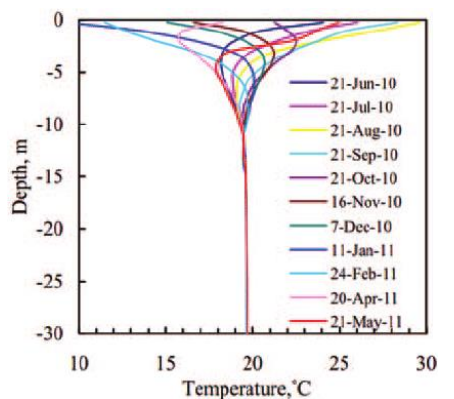 0
-5
-10
-15
-20
-25
-30
Depth, m
21-Jun-10
21-Jul-10
21-Aug-10
21-Sep-10
21-Oct-10
16-Nov-10
7-Dec-10
11-Jan-11
24-Feb-11
20-Apr-11
21-May-11
10 15 20 25 30
Temperature,°C